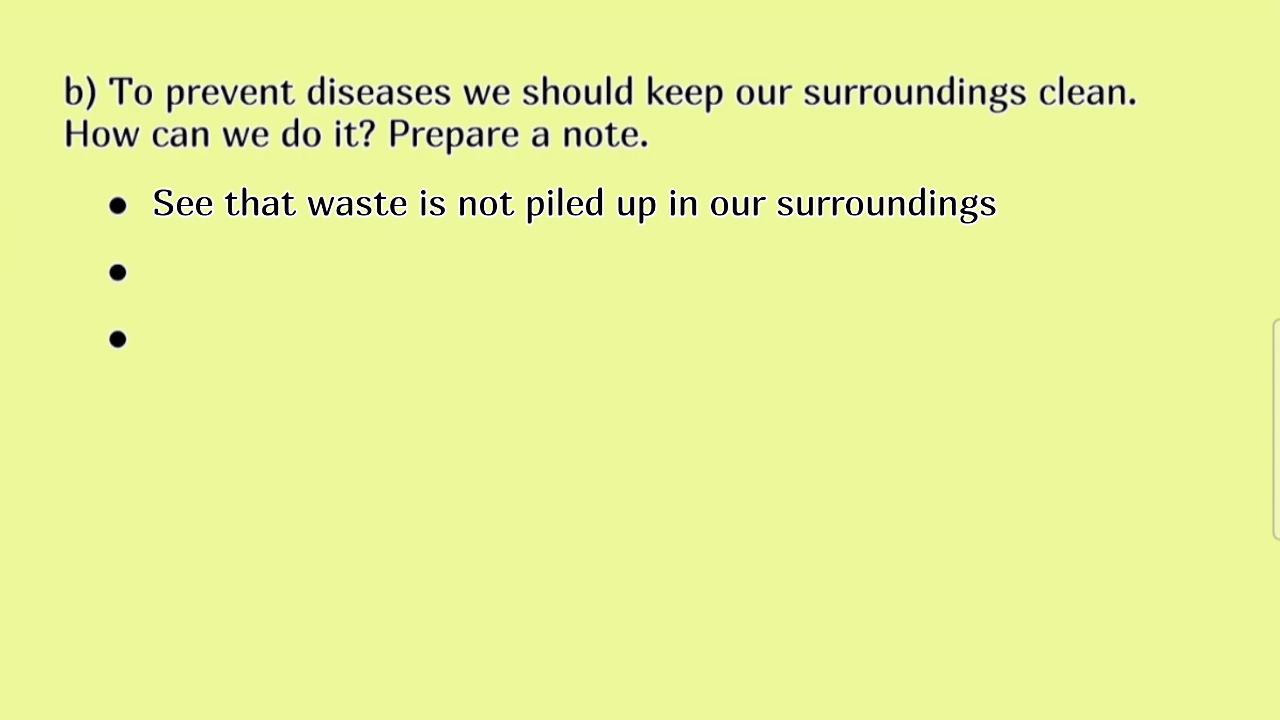 b) To prevent diseases we should keep our surroundings clean.
How can we do it? Prepare a note.
● See that waste is not piled up in our surroundings
●
●